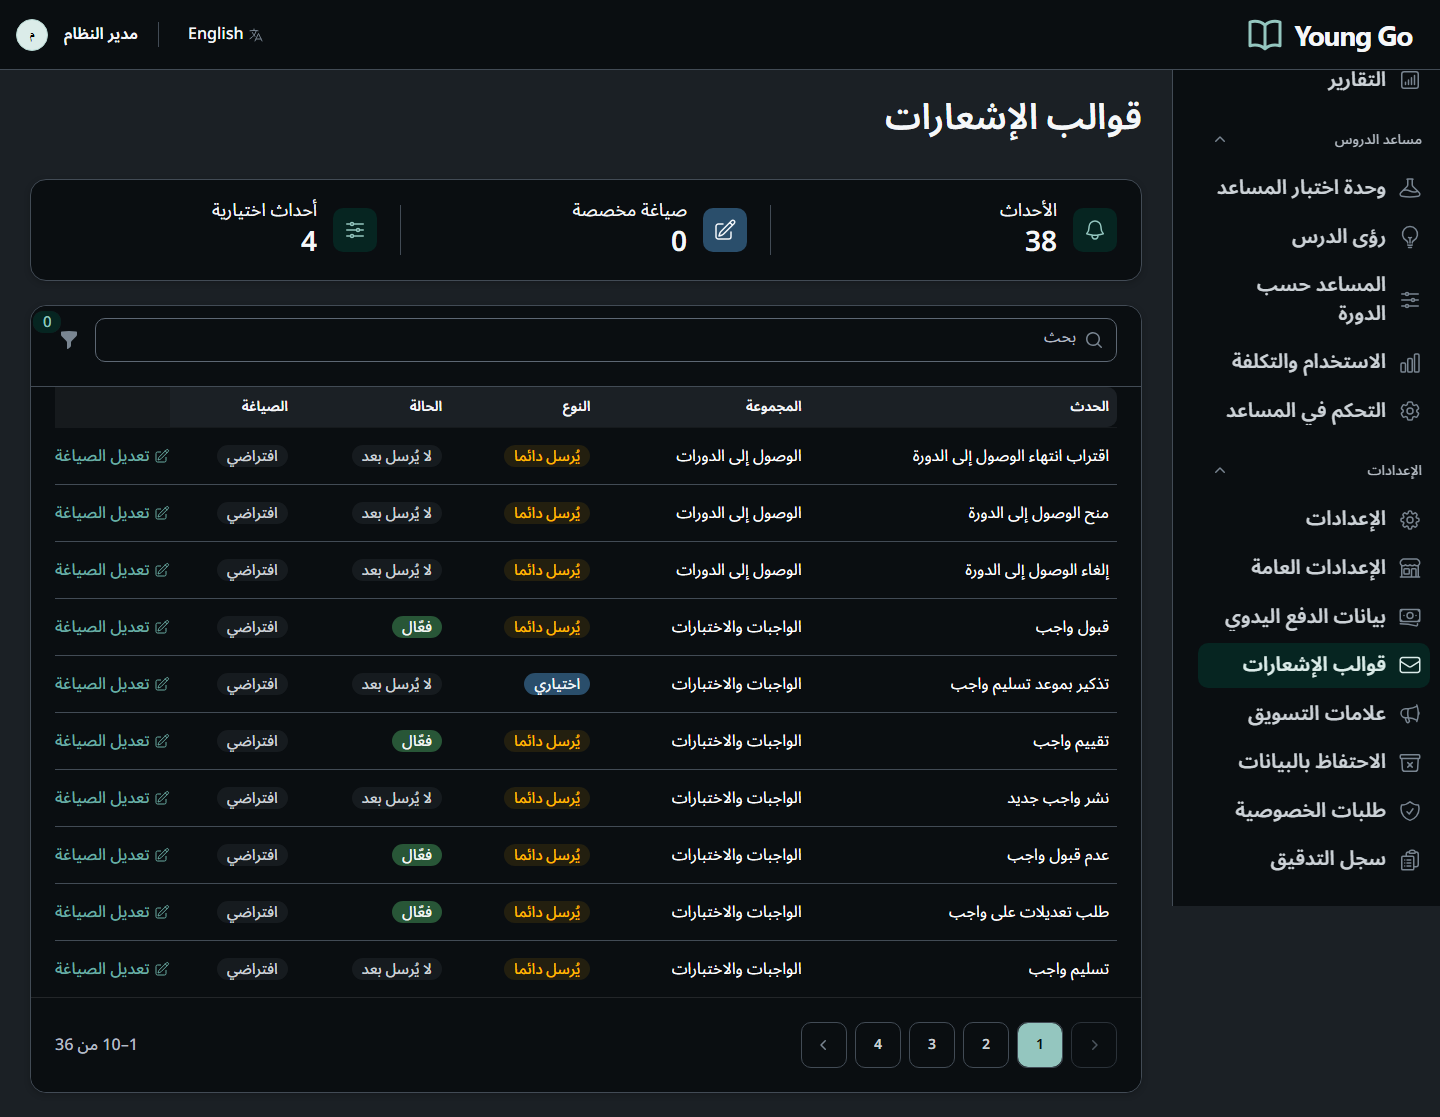 Young Go
English
مدير النظام
م
التقارير
مساعد الدروس
وحدة اختبار المساعد
رؤى الدرس
المساعد حسب الدورة
الاستخدام والتكلفة
التحكم في المساعد
الإعدادات
الإعدادات
الإعدادات العامة
بيانات الدفع اليدوي
قوالب الإشعارات
علامات التسويق
الاحتفاظ بالبيانات
طلبات الخصوصية
سجل التدقيق
قوالب الإشعارات
الأحداث
38
صياغة مخصصة
0
أحداث اختيارية
4
بحث
0
الحدث المجموعة النوع الحالة الصياغة
اقتراب انتهاء الوصول إلى الدورة الوصول إلى الدورات يُرسل دائما لا يُرسل بعد افتراضي تعديل الصياغة
منح الوصول إلى الدورة الوصول إلى الدورات يُرسل دائما لا يُرسل بعد افتراضي تعديل الصياغة
إلغاء الوصول إلى الدورة الوصول إلى الدورات يُرسل دائما لا يُرسل بعد افتراضي تعديل الصياغة
قبول واجب الواجبات والاختبارات يُرسل دائما فعّال افتراضي تعديل الصياغة
تذكير بموعد تسليم واجب الواجبات والاختبارات اختياري لا يُرسل بعد افتراضي تعديل الصياغة
تقييم واجب الواجبات والاختبارات يُرسل دائما فعّال افتراضي تعديل الصياغة
نشر واجب جديد الواجبات والاختبارات يُرسل دائما لا يُرسل بعد افتراضي تعديل الصياغة
عدم قبول واجب الواجبات والاختبارات يُرسل دائما فعّال افتراضي تعديل الصياغة
طلب تعديلات على واجب الواجبات والاختبارات يُرسل دائما فعّال افتراضي تعديل الصياغة
تسليم واجب الواجبات والاختبارات يُرسل دائما لا يُرسل بعد افتراضي تعديل الصياغة
1 2 3 4
1–10 من 36